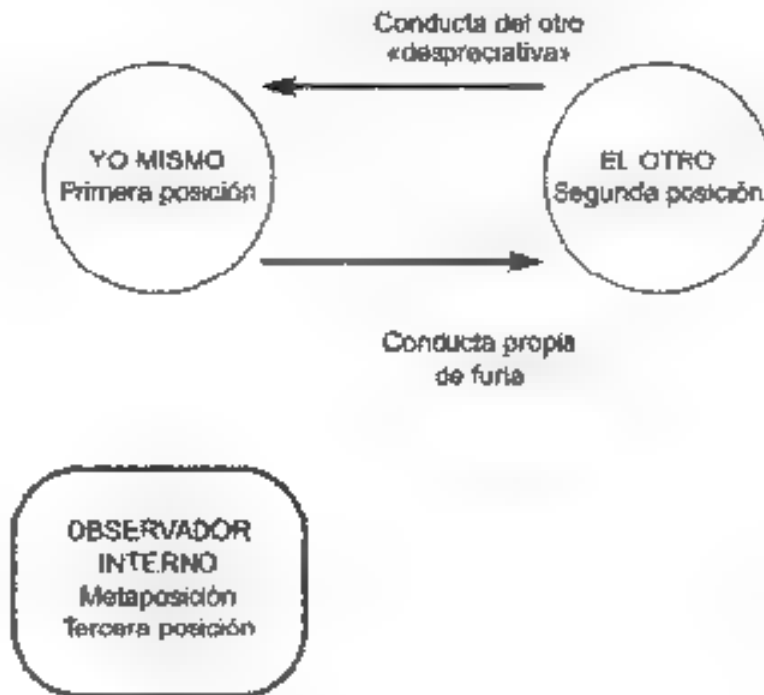 Conducta del otro
«despreciativa»
YO MISMO
Primera posición
EL OTRO
Segunda posición
Conducta propia
de furia
OBSERVADOR
INTERNO
Metaposición
Tercera posición